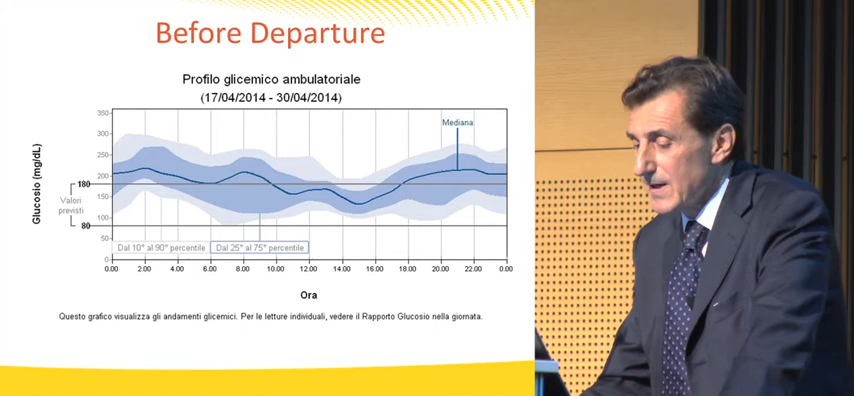 Before Departure
Profilo glicemico ambulatoriale
(17/04/2014 - 30/04/2014)
Glucosio (mg/dL)
350
300
250
200
180
Valori
previsti
150
100
80
50
0
Mediana
Dal 10° al 90° percentile
Dal 25° al 75° percentile
0.00 2.00 4.00 6.00 8.00 10.00 12.00 14.00 16.00 18.00 20.00 22.00 0.00
Ora
Questo grafico visualizza gli andamenti glicemici. Per le letture individuali, vedere il Rapporto Glucosio nella giornata.